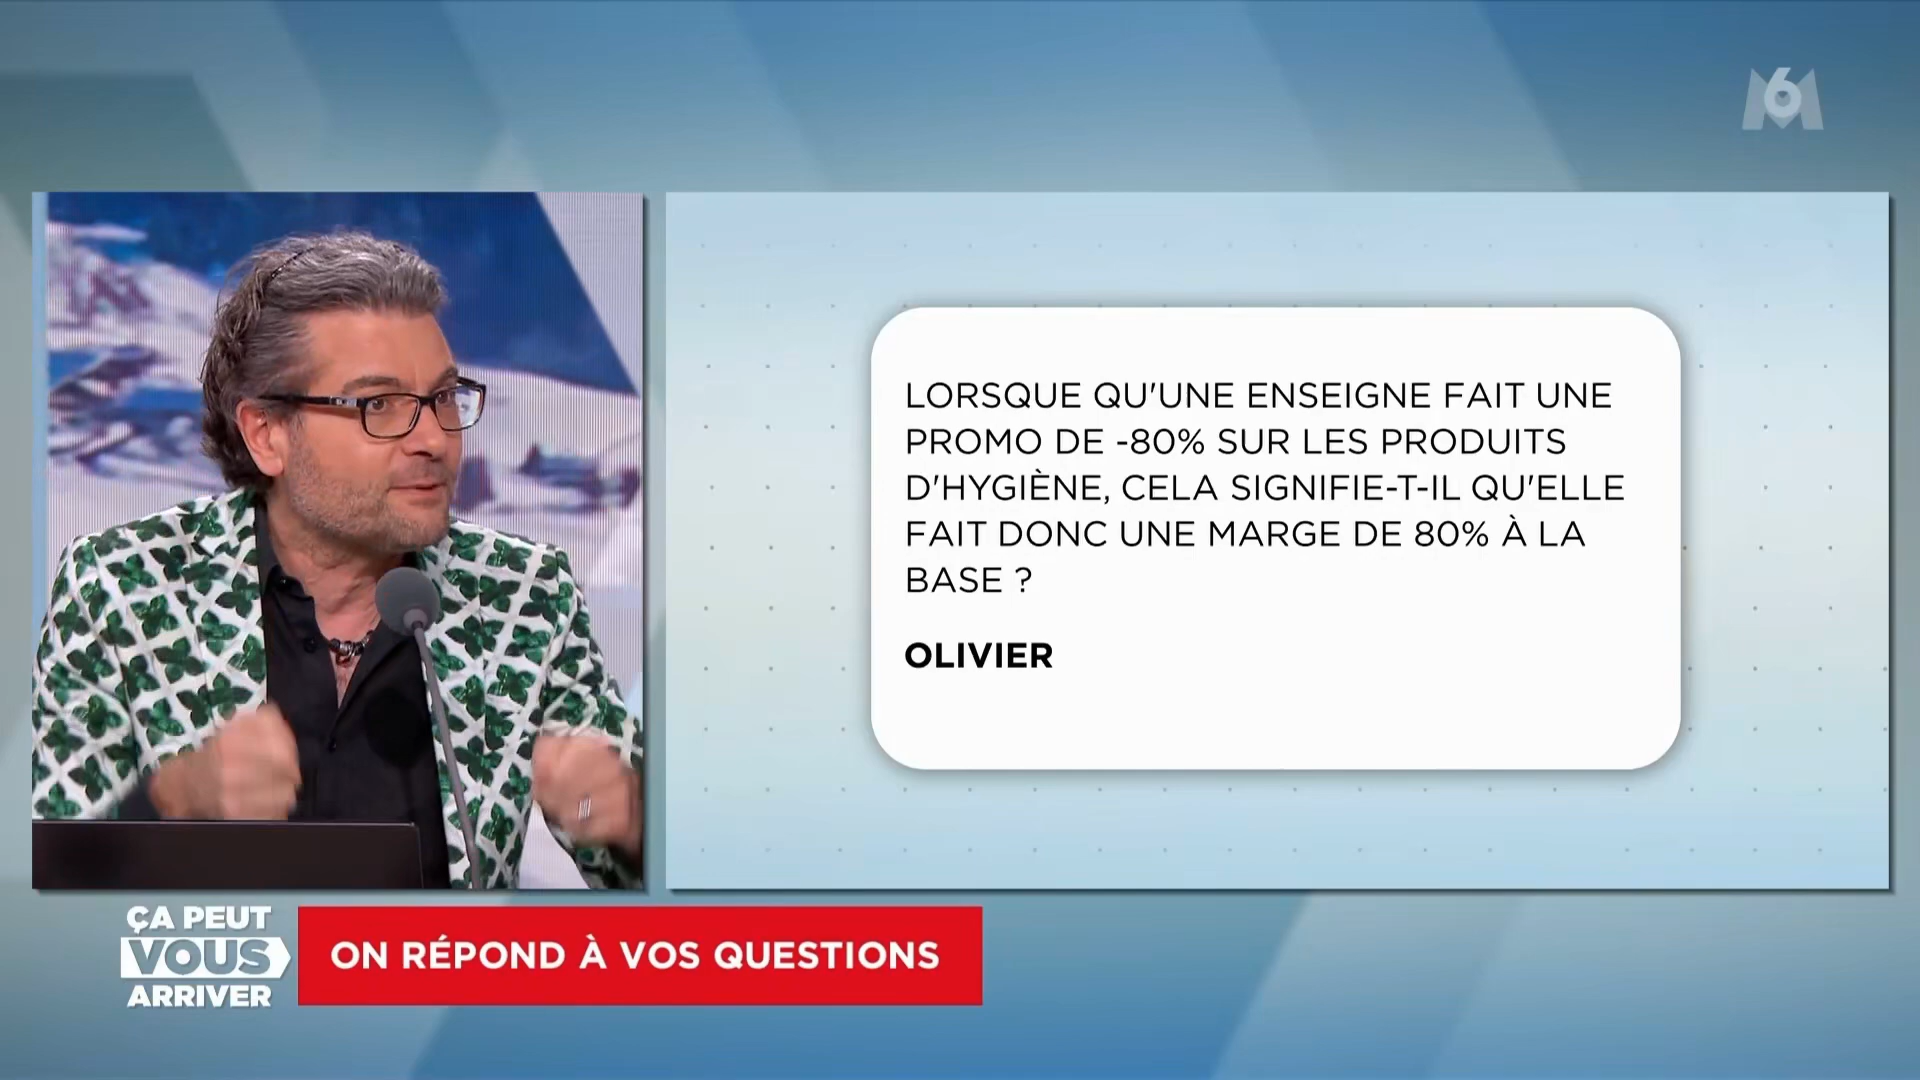 M6
LORSQUE QU'UNE ENSEIGNE FAIT UNE
PROMO DE -80% SUR LES PRODUITS
D'HYGIÈNE, CELA SIGNIFIE-T-IL QU'ELLE
FAIT DONC UNE MARGE DE 80% À LA
BASE ?
OLIVIER
ÇA PEUT
VOUS
ARRIVER
ON RÉPOND À VOS QUESTIONS